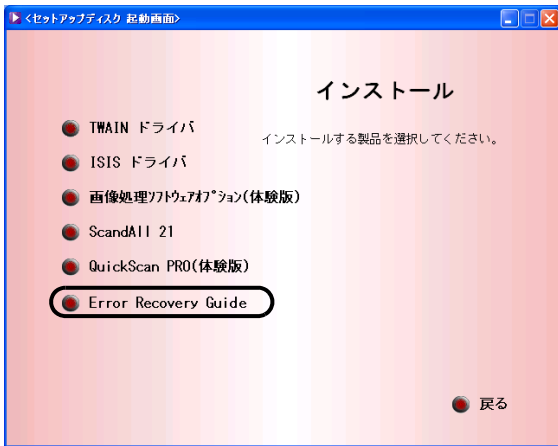 <セットアップディスク 起動画面>
インストール
インストールする製品を選択してください。
TWAIN ドライバ
ISIS ドライバ
画像処理ｿﾌﾄｳｪｱｵﾌﾟｼｮﾝ(体験版)
ScandAll 21
QuickScan PRO(体験版)
Error Recovery Guide
戻る